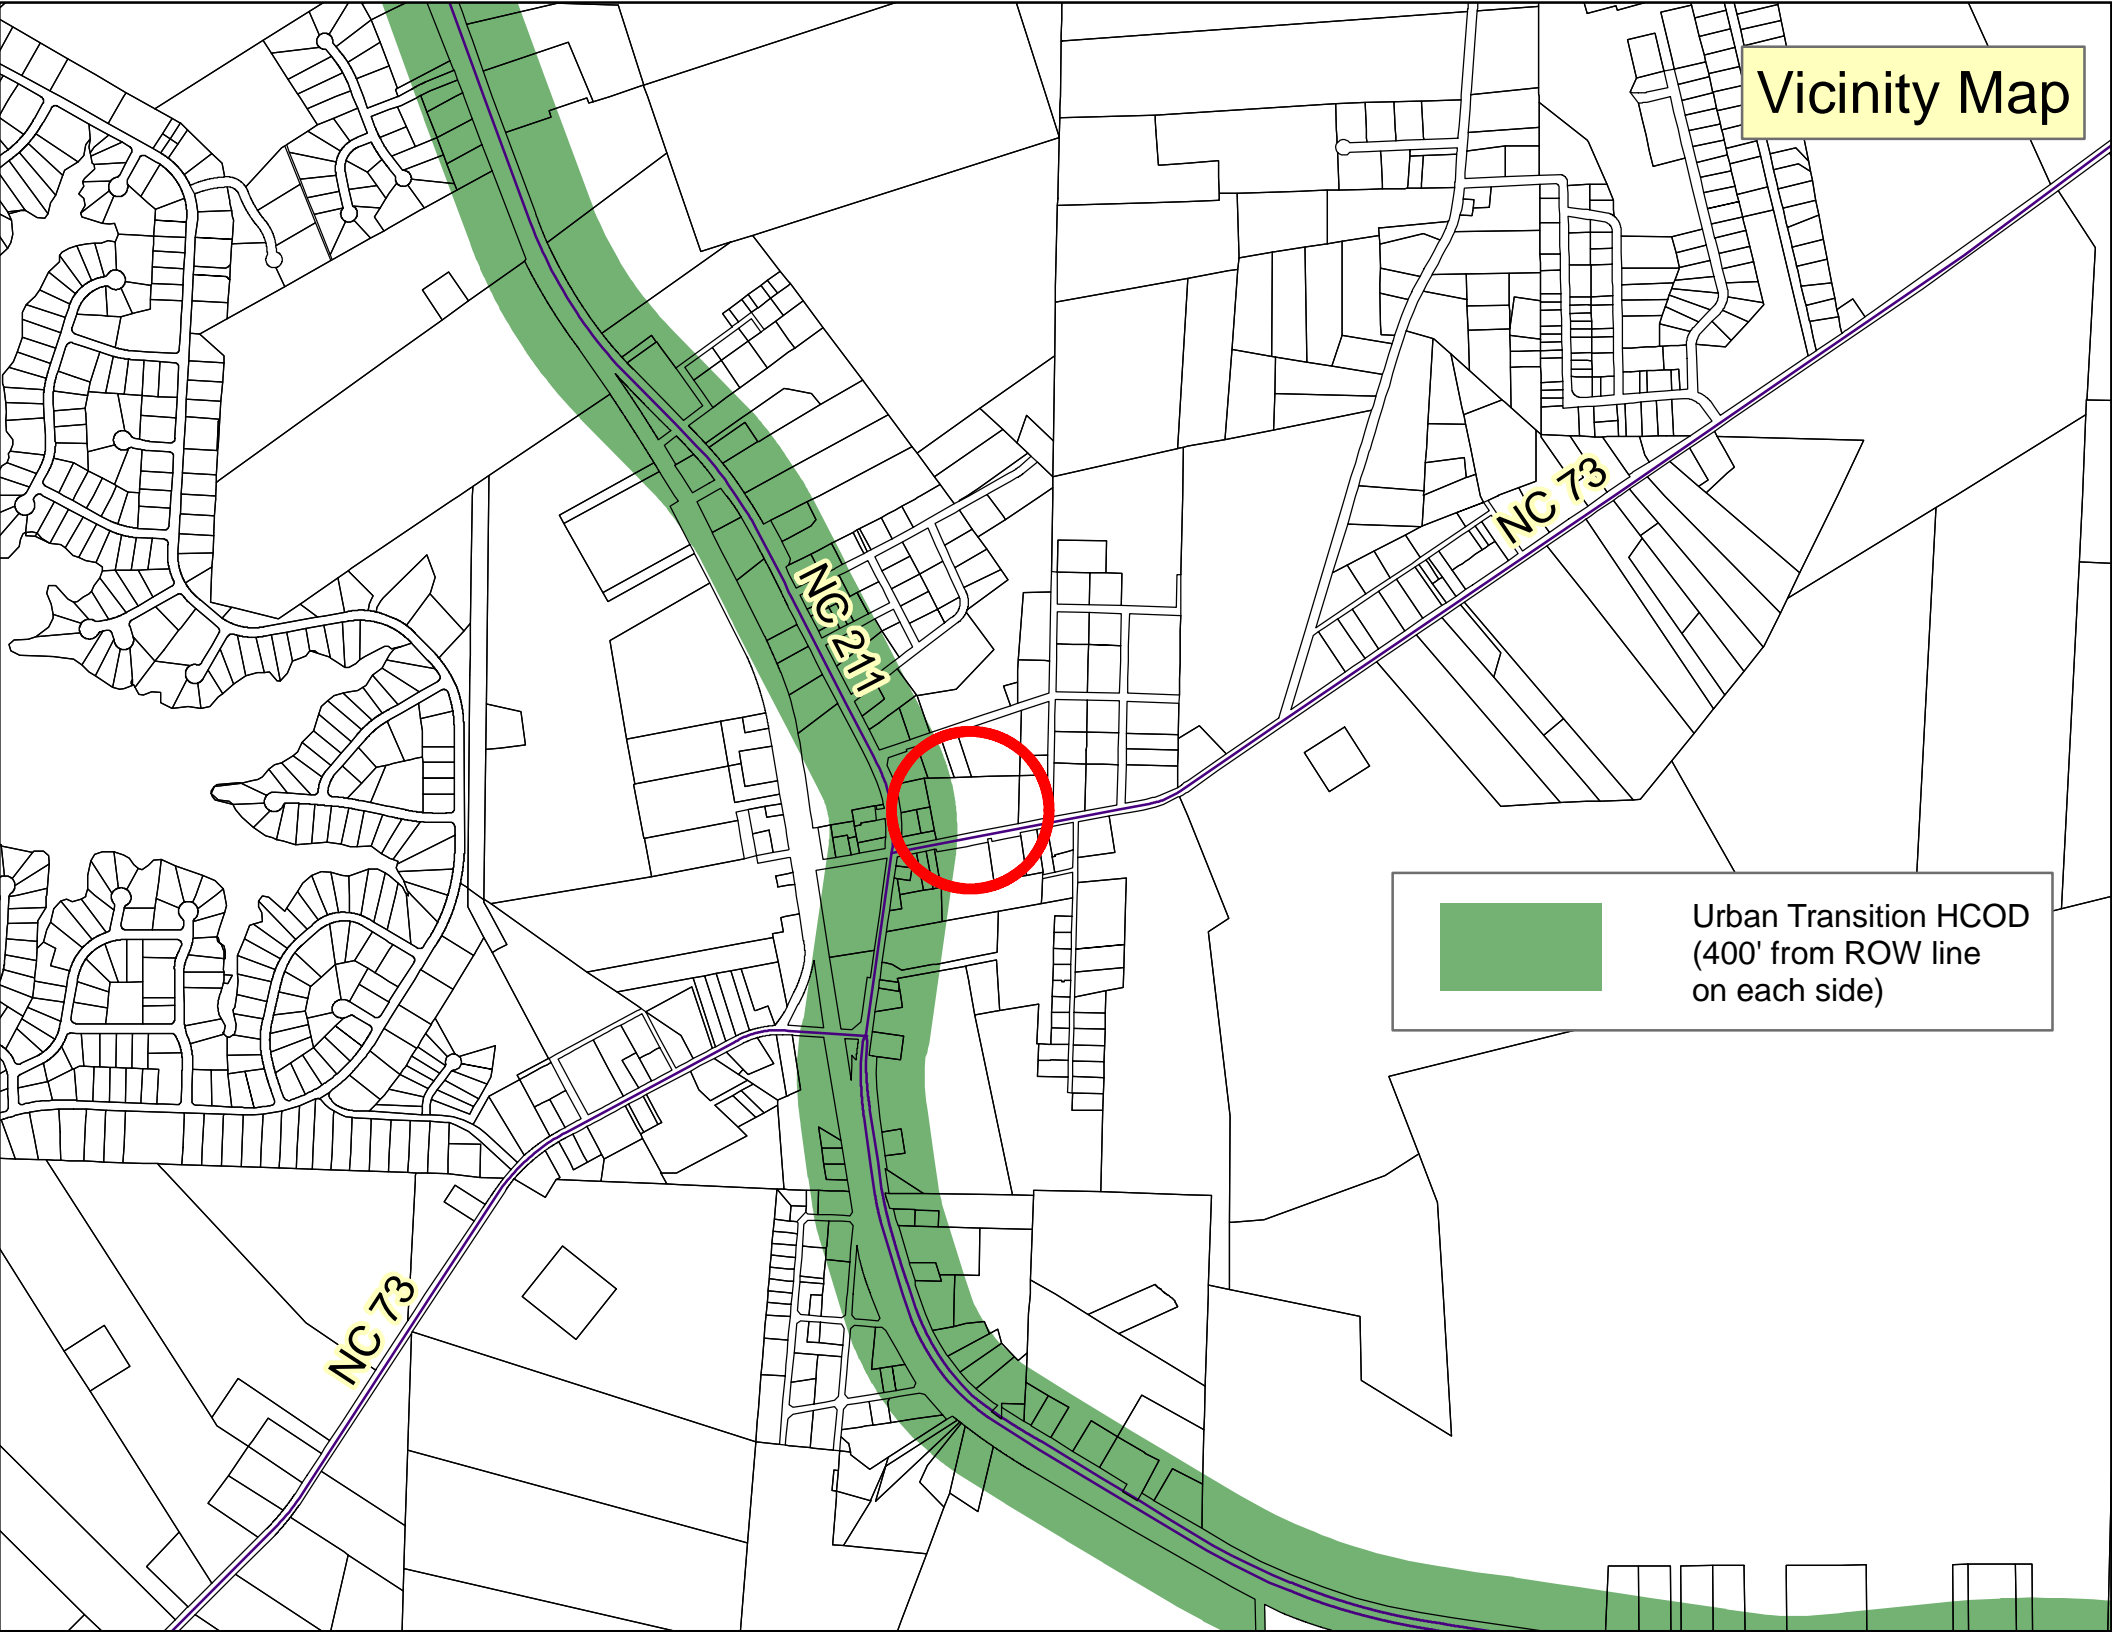 Vicinity Map
NC 73
NC 211
Urban Transition HCOD
(400' from ROW line
on each side)
NC 73